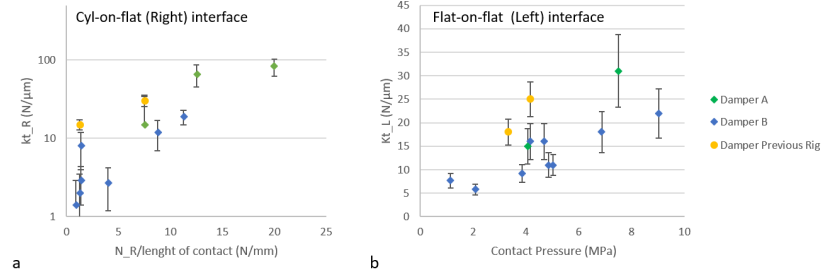 Cyl-on-flat (Right) interface
kt_R (N/μm)
100
10
1
0 5 10 15 20 25
N_R/lenght of contact (N/mm)
a
Flat-on-flat (Left) interface
Kt_L (N/μm)
45
40
35
30
25
20
15
10
5
0
0 2 4 6 8 10
Contact Pressure (MPa)
b
Damper A
Damper B
Damper Previous Rig